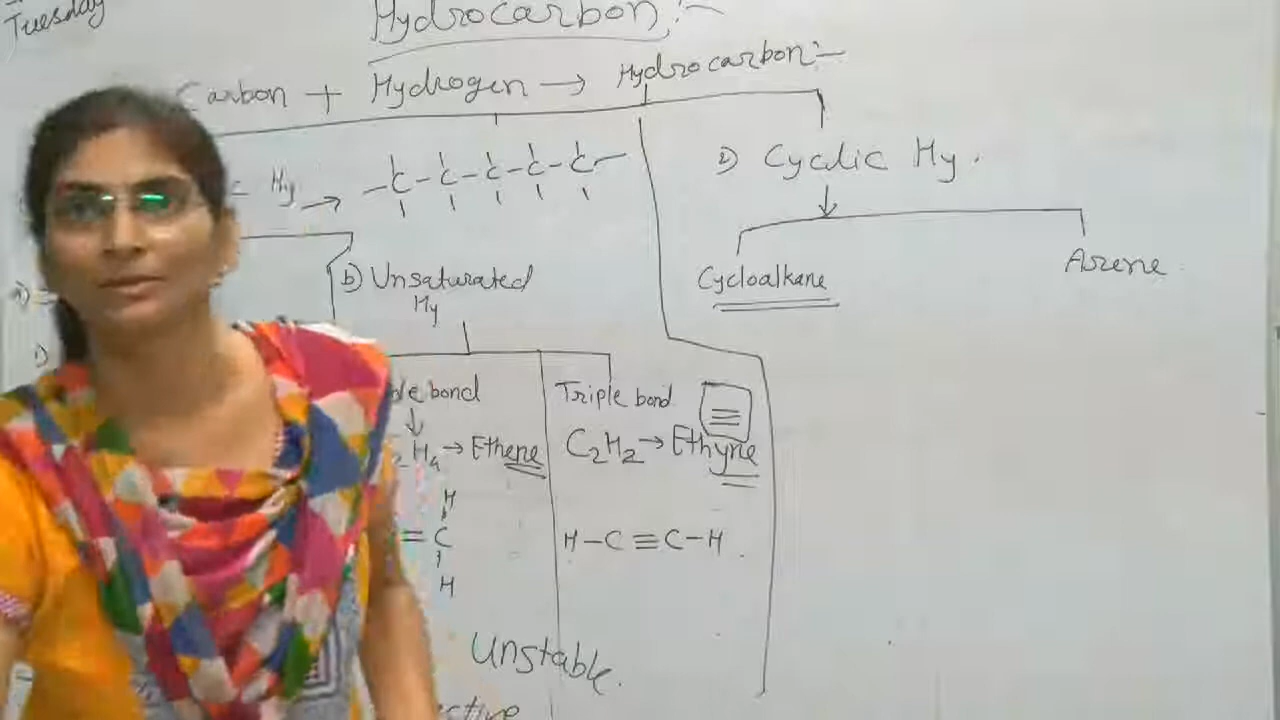 Tuesday
Hydrocarbon :-
Carbon + Hydrogen → Hydrocarbon :-
Hy → -C-C-C-C-C-
2) Cyclic Hy.
Cycloalkane
Arene
b) Unsaturated
Hy
bond
Triple bond ≡
H4 → Ethene
C2H2 → Ethyne
H
= C
H
H-C≡C-H
Unstable.